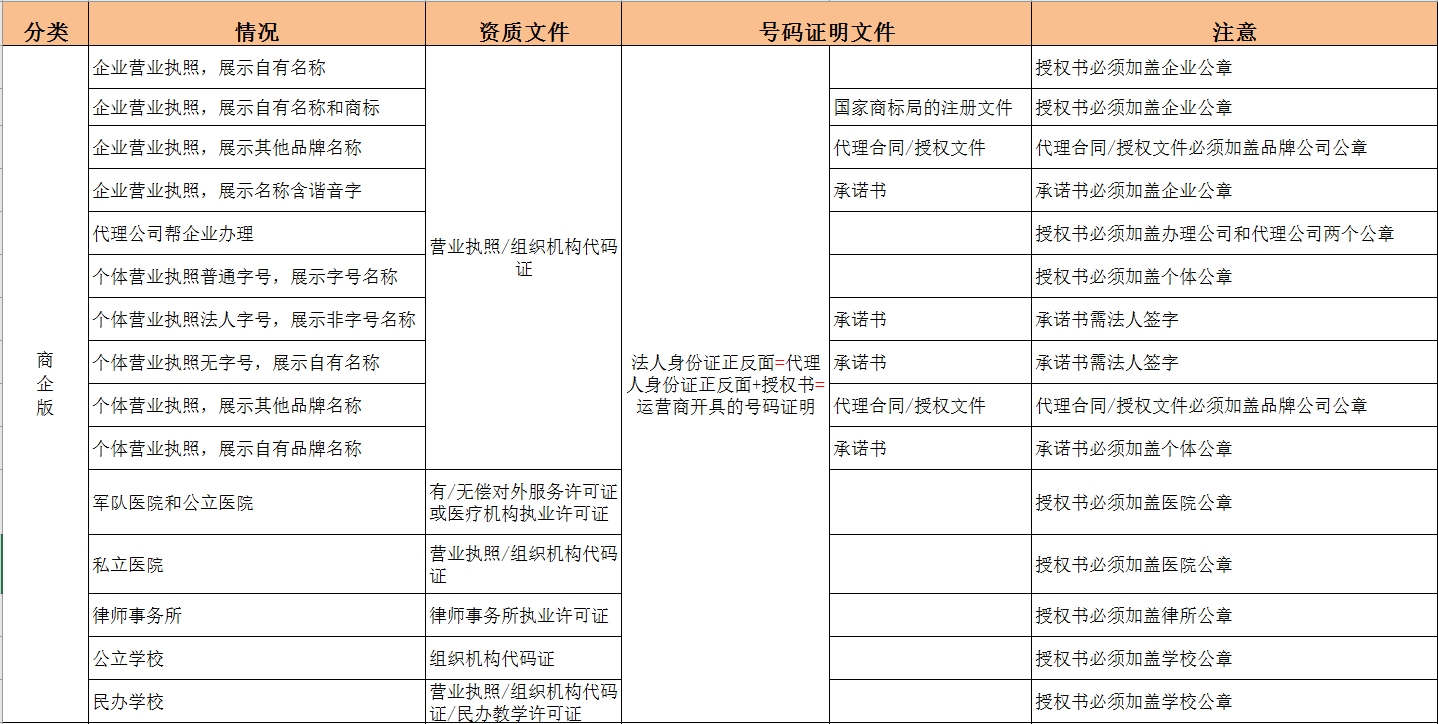 分类 情况 资质文件 号码证明文件 注意
企业营业执照，展示自有名称 授权书必须加盖企业公章
企业营业执照，展示自有名称和商标 国家商标局的注册文件 授权书必须加盖企业公章
企业营业执照，展示其他品牌名称 代理合同/授权文件 代理合同/授权文件必须加盖品牌公司公章
企业营业执照，展示名称含谐音字 承诺书 承诺书必须加盖企业公章
代理公司帮企业办理 授权书必须加盖办理公司和代理公司两个公章
营业执照/组织机构代码
证
个体营业执照普通字号，展示字号名称 授权书必须加盖个体公章
个体营业执照法人字号，展示非字号名称 承诺书 承诺书需法人签字
个体营业执照无字号，展示自有名称 承诺书 承诺书需法人签字
商
企
版
法人身份证正反面=代理
人身份证正反面+授权书=
运营商开具的号码证明
个体营业执照，展示其他品牌名称 代理合同/授权文件 代理合同/授权文件必须加盖品牌公司公章
个体营业执照，展示自有品牌名称 承诺书 承诺书必须加盖个体公章
军队医院和公立医院 有/无偿对外服务许可证
或医疗机构执业许可证 授权书必须加盖医院公章
私立医院 营业执照/组织机构代码
证 授权书必须加盖医院公章
律师事务所 律师事务所执业许可证 授权书必须加盖律所公章
公立学校 组织机构代码证 授权书必须加盖学校公章
民办学校 营业执照/组织机构代码
证/民办教学许可证 授权书必须加盖学校公章